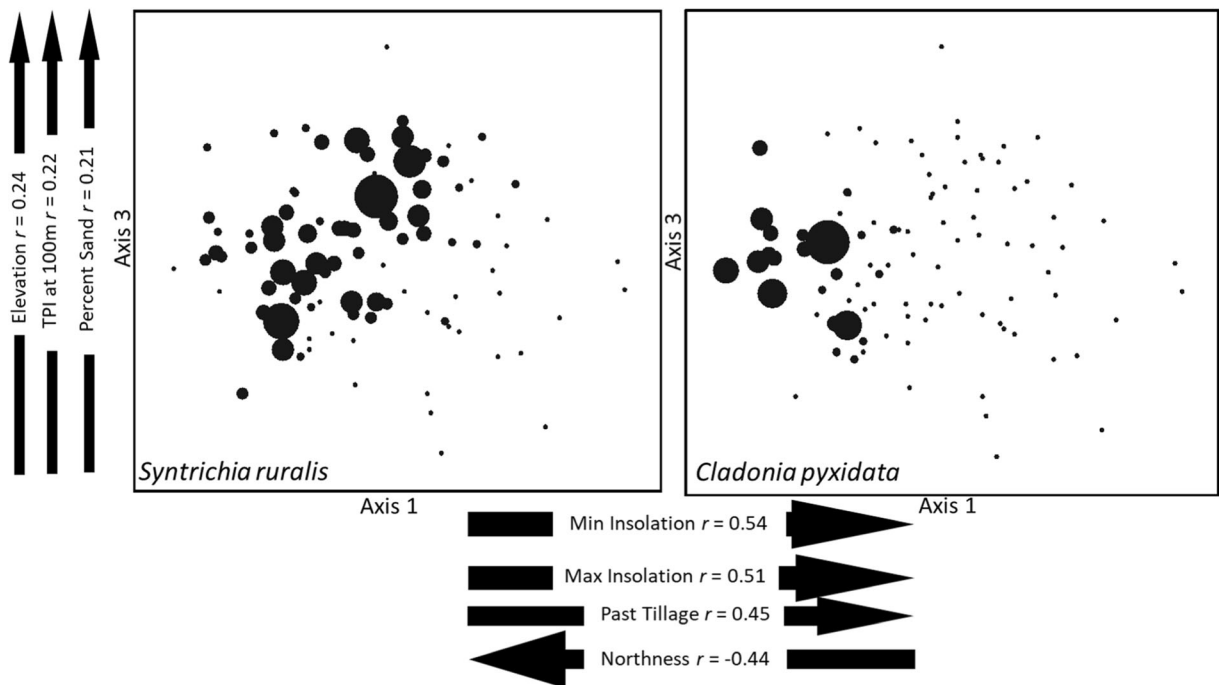 Elevation r = 0.24
TPI at 100m r = 0.22
Percent Sand r = 0.21
Axis 3
Syntrichia ruralis
Axis 1
Axis 3
Cladonia pyxidata
Axis 1
Min Insolation r = 0.54
Max Insolation r = 0.51
Past Tillage r = 0.45
Northness r = -0.44